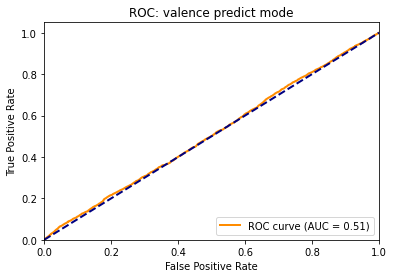 ROC: valence predict mode
True Positive Rate
1.0
0.8
0.6
0.4
0.2
0.0
0.0 0.2 0.4 0.6 0.8 1.0
ROC curve (AUC = 0.51)
False Positive Rate